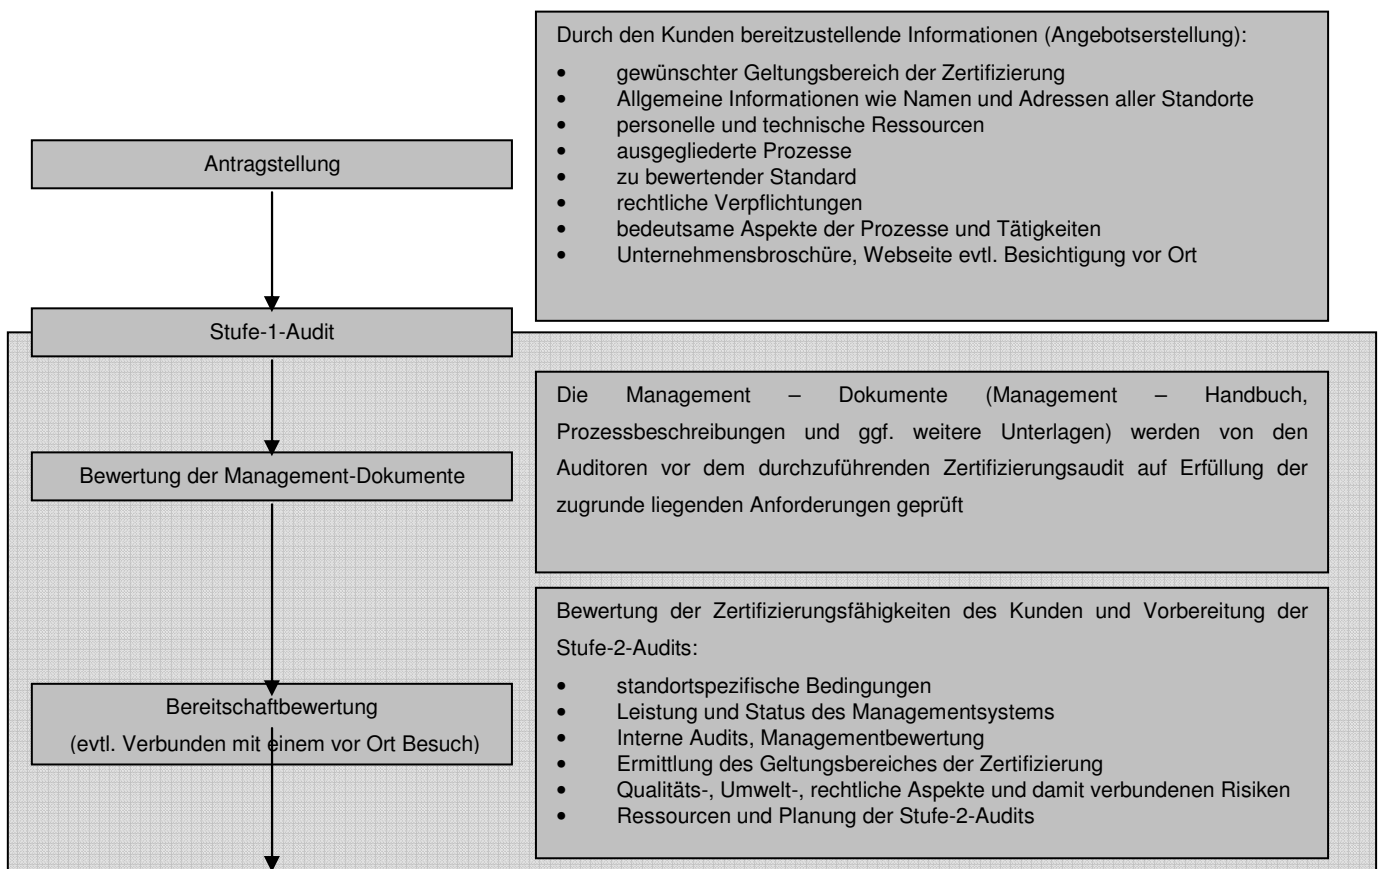 Durch den Kunden bereitzustellende Informationen (Angebotserstellung):
• gewünschter Geltungsbereich der Zertifizierung
• Allgemeine Informationen wie Namen und Adressen aller Standorte
• personelle und technische Ressourcen
• ausgegliederte Prozesse
• zu bewertender Standard
• rechtliche Verpflichtungen
• bedeutsame Aspekte der Prozesse und Tätigkeiten
• Unternehmensbroschüre, Webseite evtl. Besichtigung vor Ort
Antragstellung
Stufe-1-Audit
Die Management – Dokumente (Management – Handbuch,
Prozessbeschreibungen und ggf. weitere Unterlagen) werden von den
Auditoren vor dem durchzuführenden Zertifizierungsaudit auf Erfüllung der
zugrunde liegenden Anforderungen geprüft
Bewertung der Management-Dokumente
Bewertung der Zertifizierungsfähigkeiten des Kunden und Vorbereitung der
Stufe-2-Audits:
• standortspezifische Bedingungen
• Leistung und Status des Managementsystems
• Interne Audits, Managementbewertung
• Ermittlung des Geltungsbereiches der Zertifizierung
• Qualitäts-, Umwelt-, rechtliche Aspekte und damit verbundenen Risiken
• Ressourcen und Planung der Stufe-2-Audits
Bereitschaftbewertung
(evtl. Verbunden mit einem vor Ort Besuch)